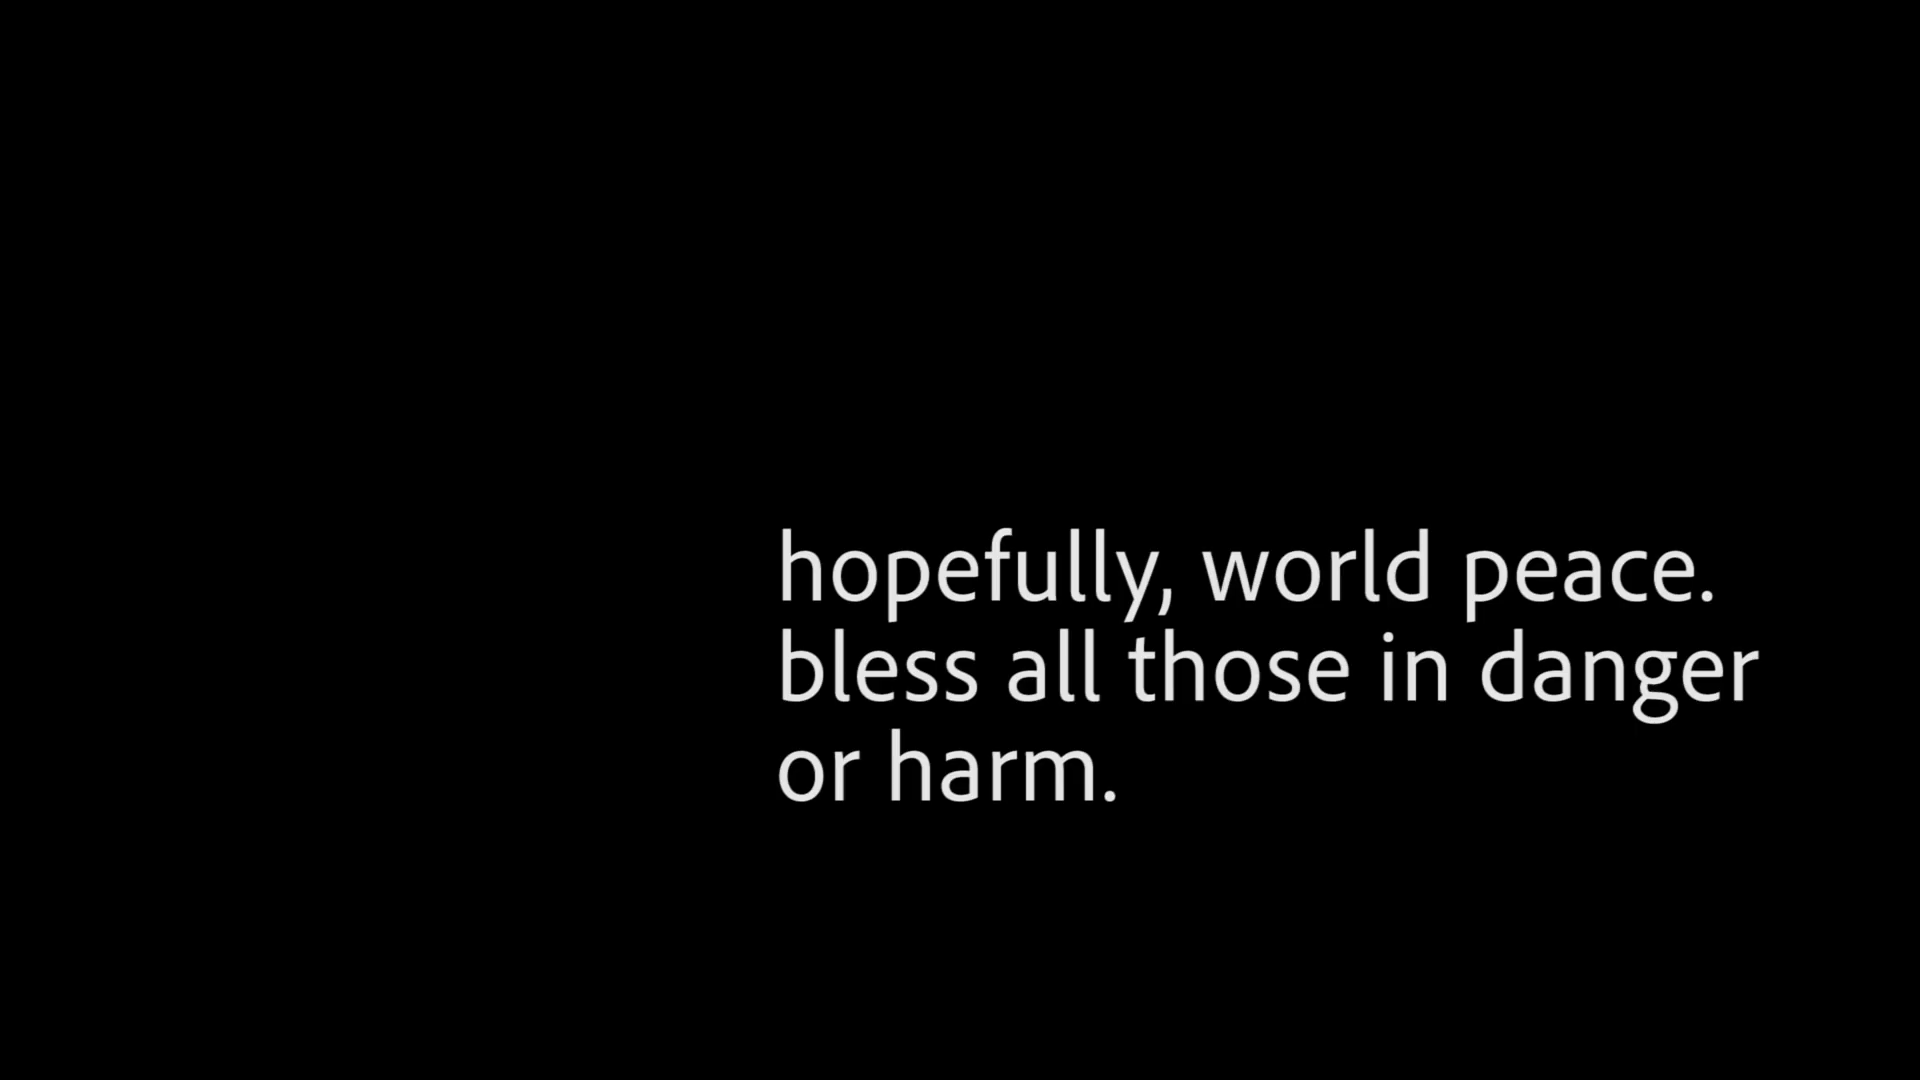 hopefully, world peace.
bless all those in danger
or harm.